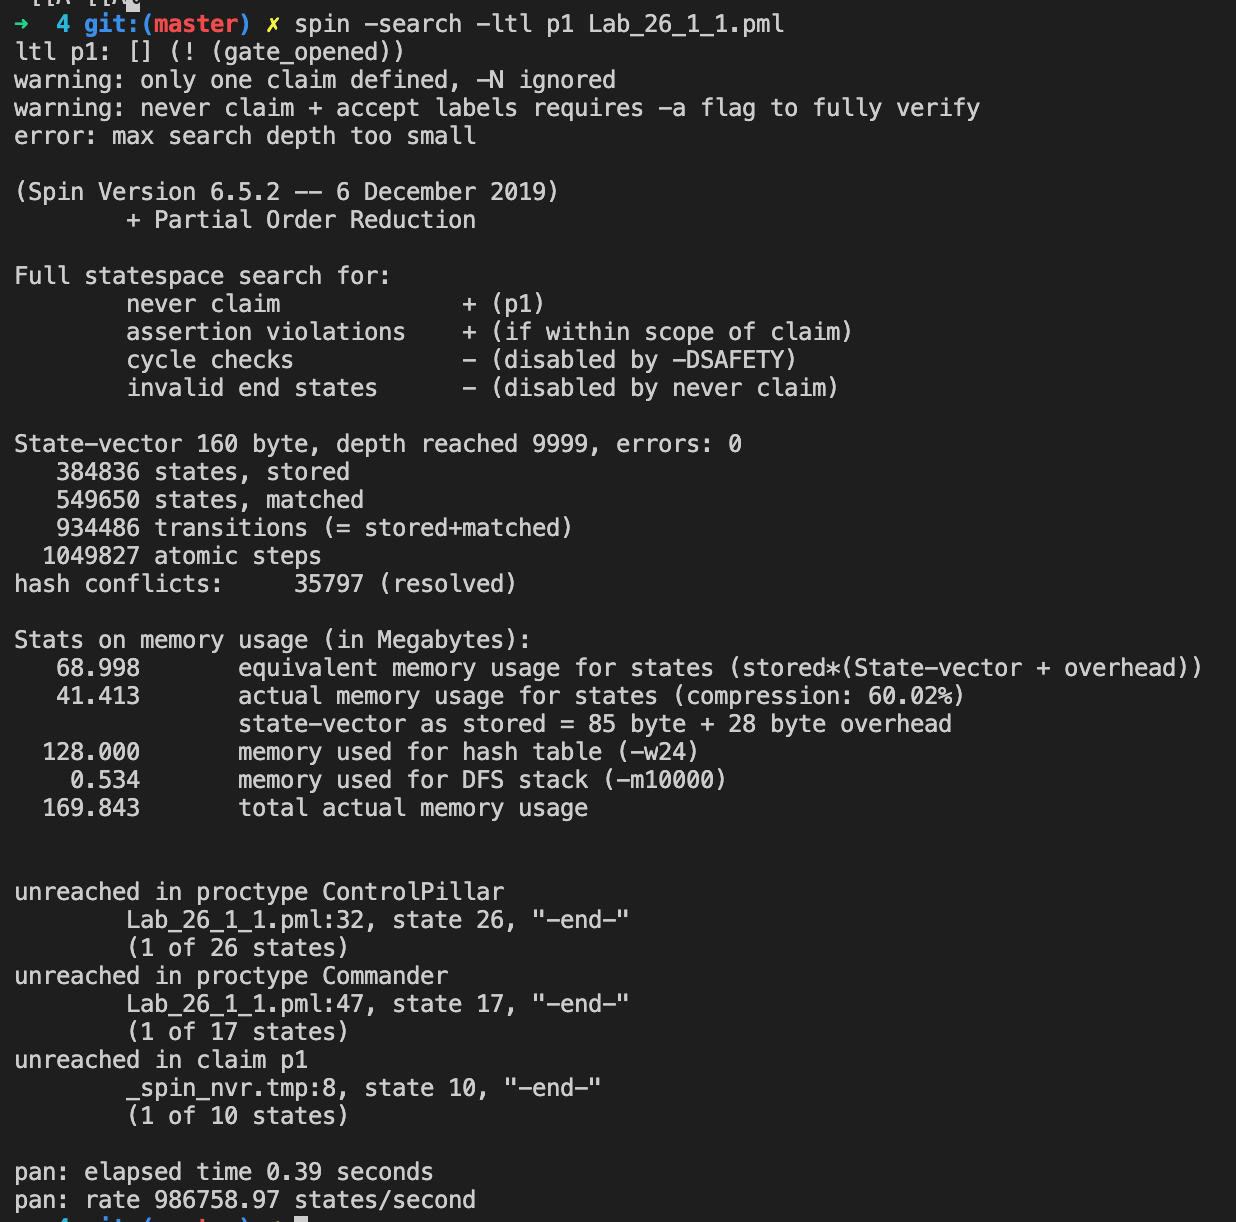 →  4 git:(master) ✗ spin -search -ltl p1 Lab_26_1_1.pml
ltl p1: [] (! (gate_opened))
warning: only one claim defined, -N ignored
warning: never claim + accept labels requires -a flag to fully verify
error: max search depth too small

(Spin Version 6.5.2 -- 6 December 2019)
        + Partial Order Reduction

Full statespace search for:
        never claim             + (p1)
        assertion violations    + (if within scope of claim)
        cycle checks            - (disabled by -DSAFETY)
        invalid end states      - (disabled by never claim)

State-vector 160 byte, depth reached 9999, errors: 0
   384836 states, stored
   549650 states, matched
   934486 transitions (= stored+matched)
  1049827 atomic steps
hash conflicts:     35797 (resolved)

Stats on memory usage (in Megabytes):
   68.998       equivalent memory usage for states (stored*(State-vector + overhead))
   41.413       actual memory usage for states (compression: 60.02%)
                state-vector as stored = 85 byte + 28 byte overhead
  128.000       memory used for hash table (-w24)
    0.534       memory used for DFS stack (-m10000)
  169.843       total actual memory usage

unreached in proctype ControlPillar
        Lab_26_1_1.pml:32, state 26, "-end-"
        (1 of 26 states)
unreached in proctype Commander
        Lab_26_1_1.pml:47, state 17, "-end-"
        (1 of 17 states)
unreached in claim p1
        _spin_nvr.tmp:8, state 10, "-end-"
        (1 of 10 states)

pan: elapsed time 0.39 seconds
pan: rate 986758.97 states/second